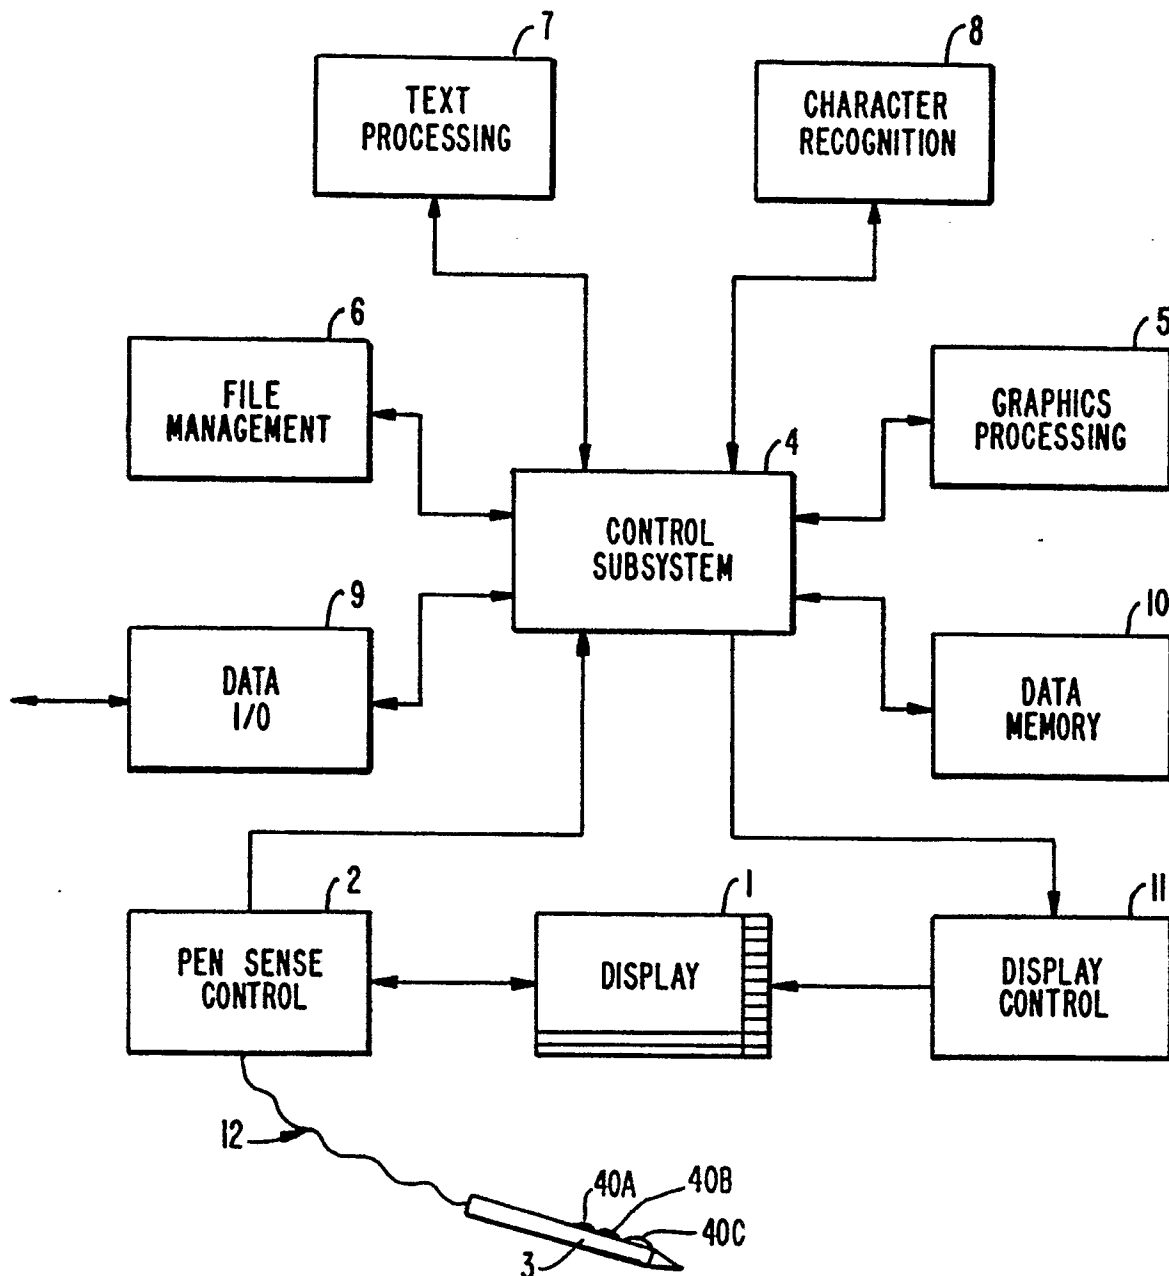 7
8
TEXT
PROCESSING
CHARACTER
RECOGNITION
6
5
FILE
MANAGEMENT
GRAPHICS
PROCESSING
4
CONTROL
SUBSYSTEM
9
10
DATA
I/O
DATA
MEMORY
2
1
11
PEN SENSE
CONTROL
DISPLAY
DISPLAY
CONTROL
12
40A
40B
40C
3